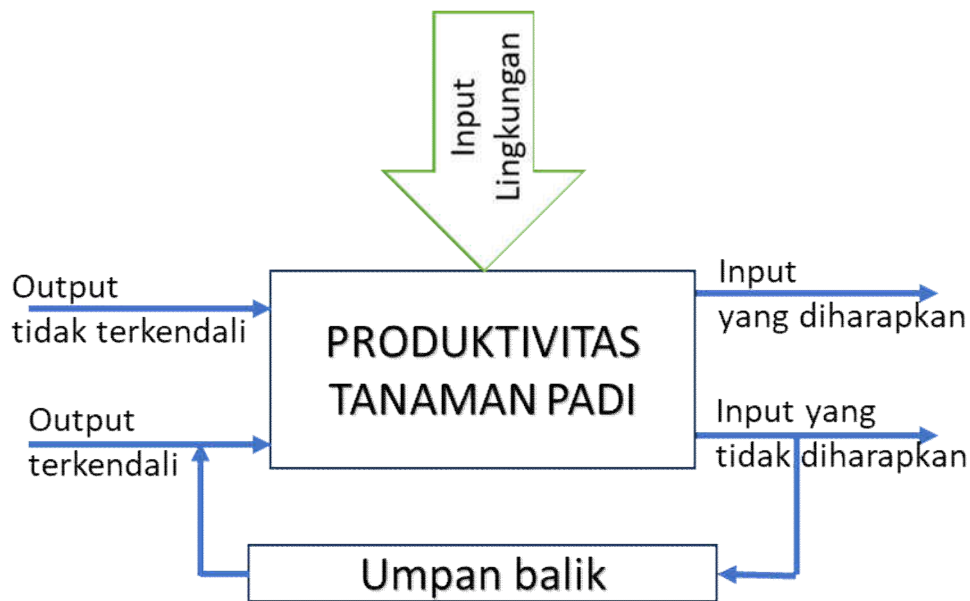 Input
Lingkungan
Output
tidak terkendali
Input
yang diharapkan
PRODUKTIVITAS
TANAMAN PADI
Output
terkendali
Input yang
tidak diharapkan
Umpan balik